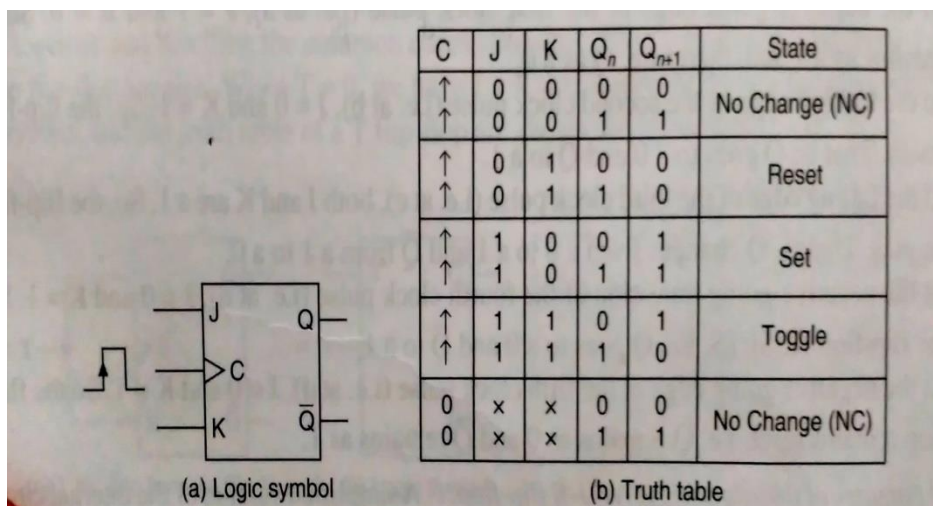 C J K Qn Qn+1 State
↑ 0 0 0 0 No Change (NC)
↑ 0 0 1 1
↑ 0 1 0 0 Reset
↑ 0 1 1 0
↑ 1 0 0 1 Set
↑ 1 0 1 1
↑ 1 1 0 1 Toggle
↑ 1 1 1 0
0 × × 0 0 No Change (NC)
0 × × 1 1
J Q
C
K Q̅
(a) Logic symbol
(b) Truth table